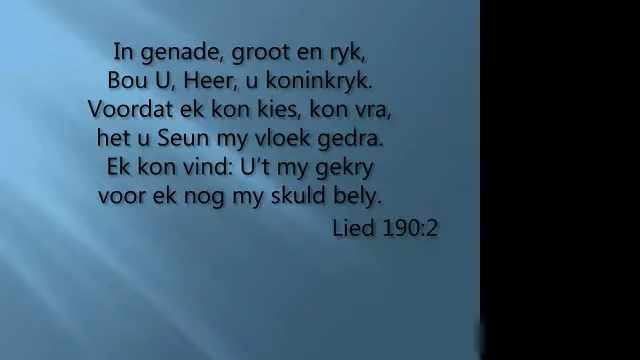 In genade, groot en ryk,
Bou U, Heer, u koninkryk.
Voordat ek kon kies, kon vra,
het u Seun my vloek gedra.
Ek kon vind: U’t my gekry
voor ek nog my skuld bely.
Lied 190:2